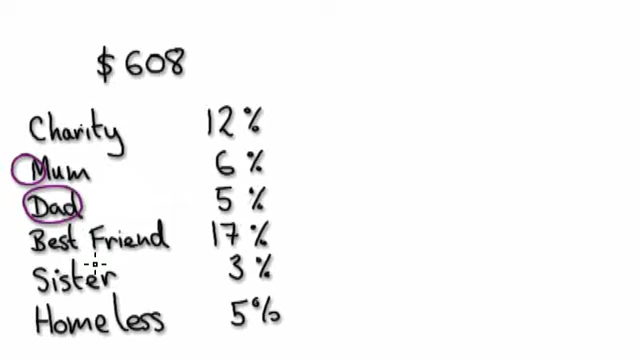 $ 608
Charity 12 %
Mum 6 %
Dad 5 %
Best Friend 17 %
Sister 3 %
Homeless 5%